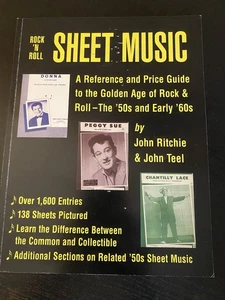 ROCK
'N
ROLL
SHEET MUSIC
A Reference and Price Guide
to the Golden Age of Rock &
Roll–The '50s and Early '60s
DONNA
PEGGY SUE
CHANTILLY LACE
by
John Ritchie
& John Teel
♪ Over 1,600 Entries
♪ 138 Sheets Pictured
♪ Learn the Difference Between
the Common and Collectible
♪ Additional Sections on Related '50s Sheet Music